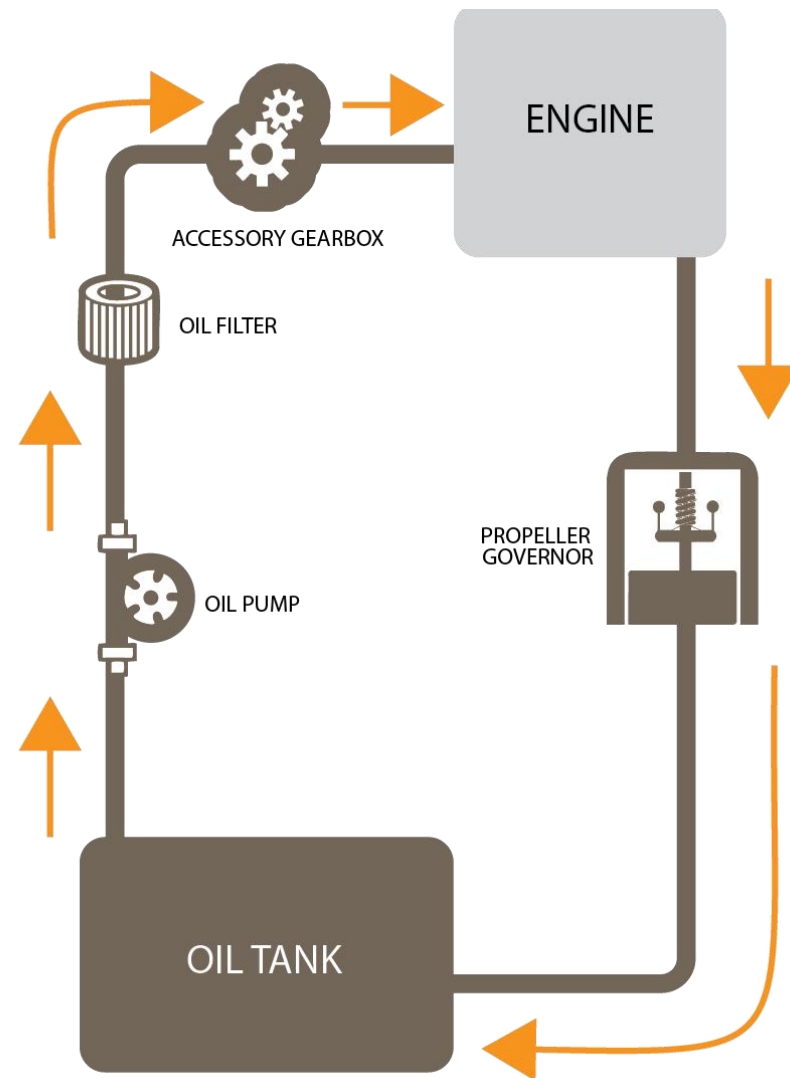 ENGINE
ACCESSORY GEARBOX
OIL FILTER
PROPELLER
GOVERNOR
OIL PUMP
OIL TANK